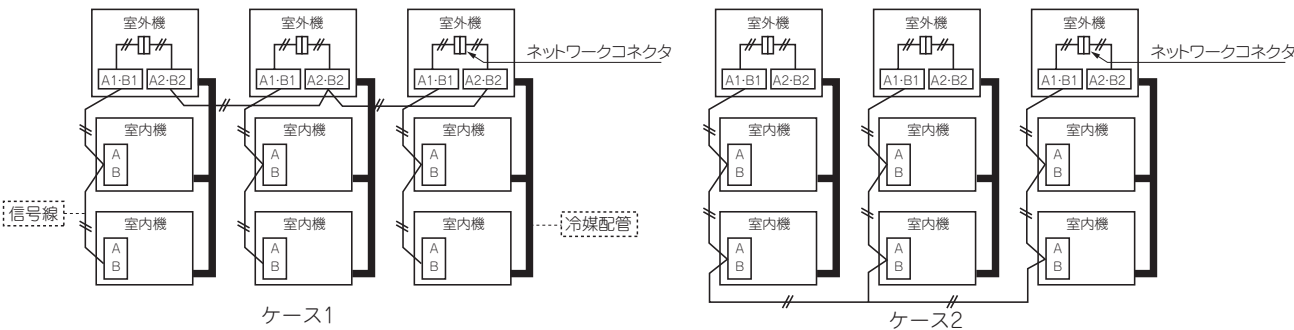 室外機 室外機 室外機 室外機 室外機 室外機
ネットワークコネクタ ネットワークコネクタ
A1·B1 A2·B2 A1·B1 A2·B2 A1·B1 A2·B2 A1·B1 A2·B2 A1·B1 A2·B2 A1·B1 A2·B2
室内機 室内機 室内機 室内機 室内機 室内機
A A A A A A
B B B B B B
信号線 冷媒配管
室内機 室内機 室内機 室内機 室内機 室内機
A A A A A A
B B B B B B
ケース1 ケース2